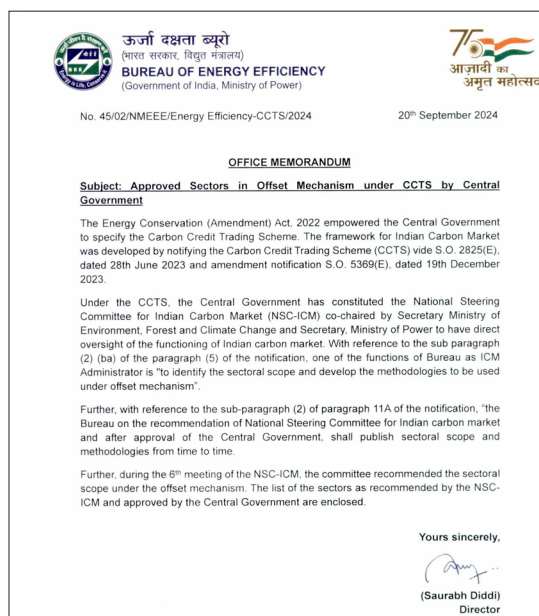 ऊर्जा दक्षता ब्यूरो
(भारत सरकार, विद्युत मंत्रालय)
BUREAU OF ENERGY EFFICIENCY
(Government of India, Ministry of Power)
75
आज़ादी का
अमृत महोत्सव
No. 45/02/NMEEE/Energy Efficiency-CCTS/2024
20th September 2024
OFFICE MEMORANDUM
Subject: Approved Sectors in Offset Mechanism under CCTS by Central
Government
The Energy Conservation (Amendment) Act, 2022 empowered the Central Government
to specify the Carbon Credit Trading Scheme. The framework for Indian Carbon Market
was developed by notifying the Carbon Credit Trading Scheme (CCTS) vide S.O. 2825(E),
dated 28th June 2023 and amendment notification S.O. 5369(E), dated 19th December
2023.
Under the CCTS, the Central Government has constituted the National Steering
Committee for Indian Carbon Market (NSC-ICM) co-chaired by Secretary Ministry of
Environment, Forest and Climate Change and Secretary, Ministry of Power to have direct
oversight of the functioning of Indian carbon market. With reference to the sub paragraph
(2) (ba) of the paragraph (5) of the notification, one of the functions of Bureau as ICM
Administrator is "to identify the sectoral scope and develop the methodologies to be used
under offset mechanism".
Further, with reference to the sub-paragraph (2) of paragraph 11A of the notification, "the
Bureau on the recommendation of National Steering Committee for Indian carbon market
and after approval of the Central Government, shall publish sectoral scope and
methodologies from time to time.
Further, during the 6th meeting of the NSC-ICM, the committee recommended the sectoral
scope under the offset mechanism. The list of the sectors as recommended by the NSC-
ICM and approved by the Central Government are enclosed.
Yours sincerely,
(Saurabh Diddi)
Director